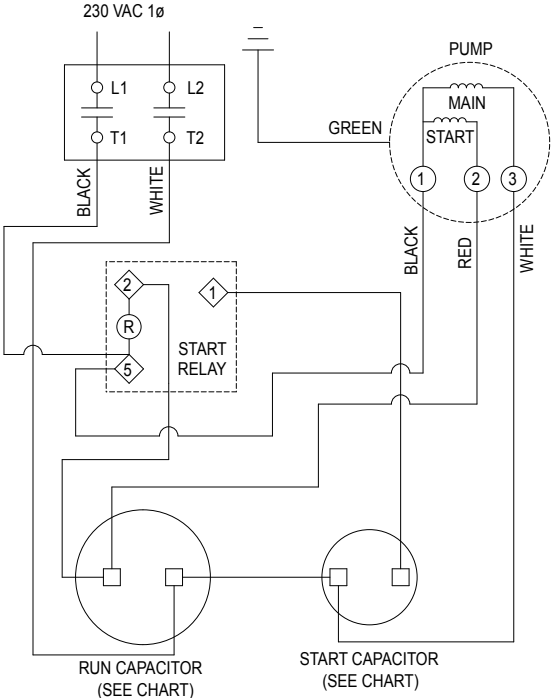 230 VAC 1ø
L1
L2
T1
T2
BLACK
WHITE
GREEN
PUMP
MAIN
START
1
2
3
BLACK
RED
WHITE
2
1
R
START
RELAY
5
RUN CAPACITOR
(SEE CHART)
START CAPACITOR
(SEE CHART)